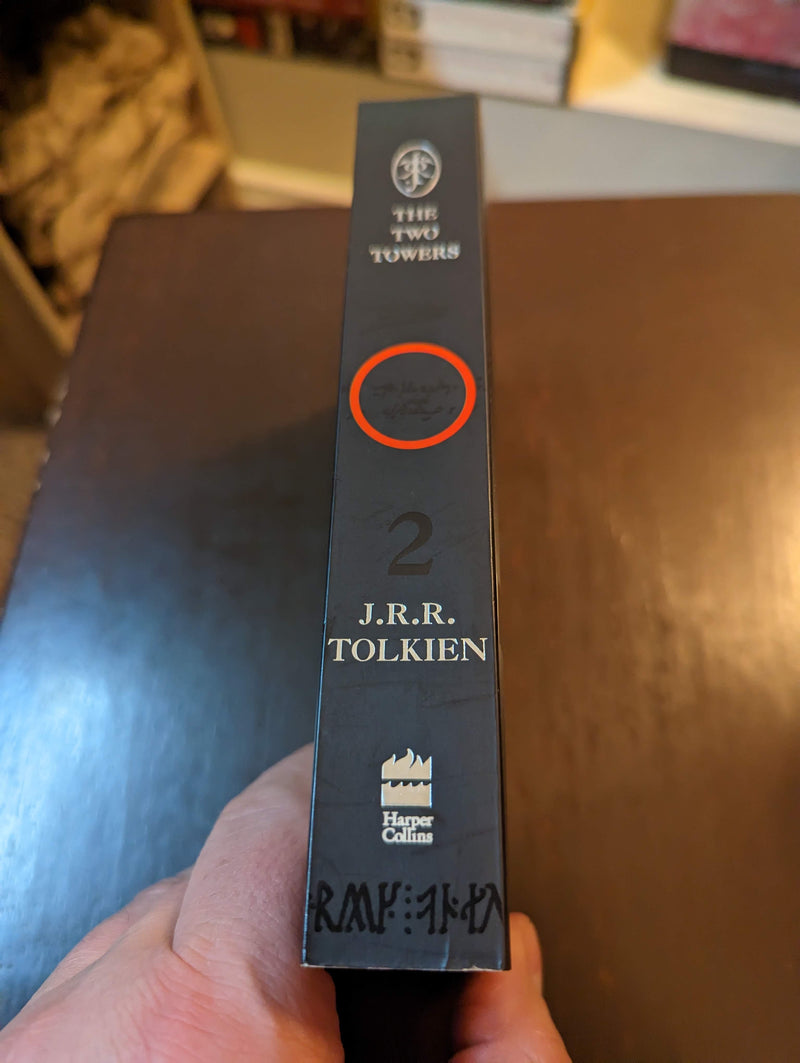 THE
TWO
TOWERS
2
J.R.R.
TOLKIEN
Harper
Collins